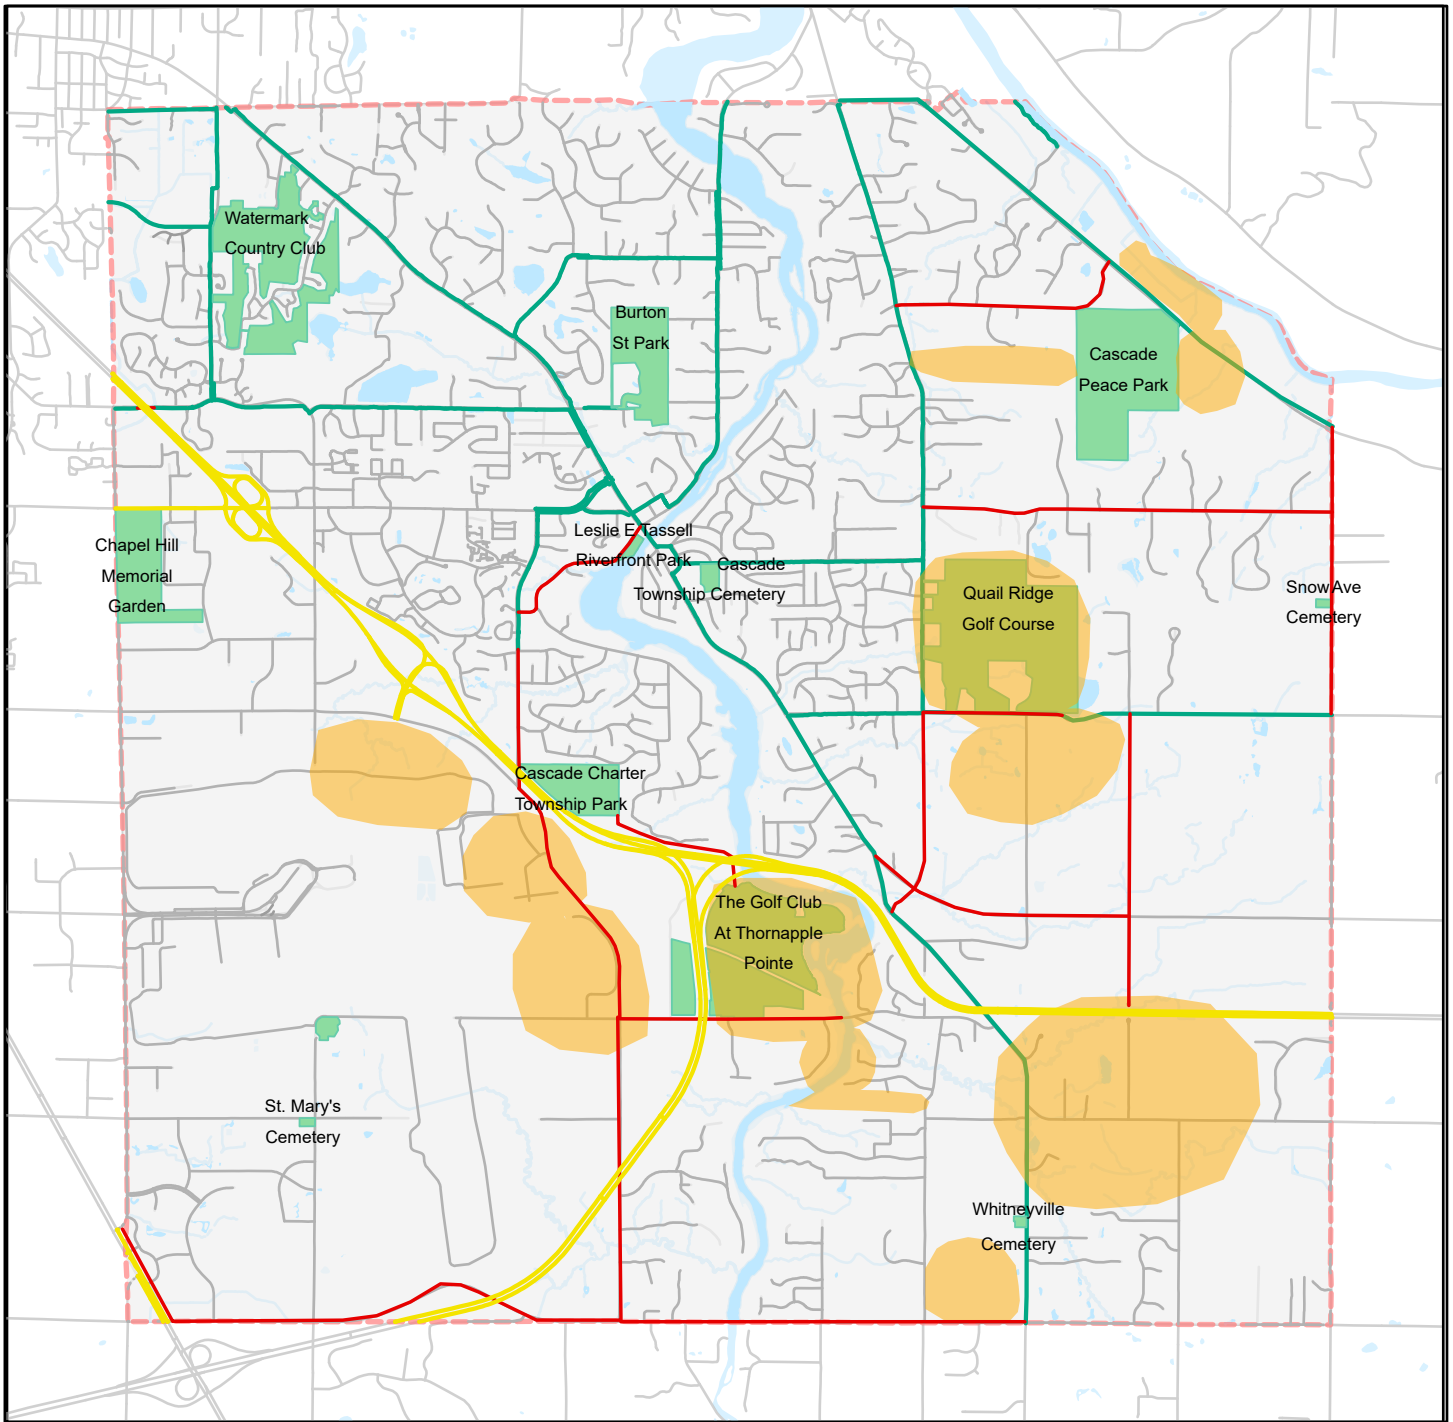 Watermark
Country Club
Burton
St Park
Cascade
Peace Park
Chapel Hill
Memorial
Garden
Leslie E Tassell
Riverfront Park
Cascade
Township Cemetery
Quail Ridge
Golf Course
Snow Ave
Cemetery
Cascade Charter
Township Park
The Golf Club
At Thornapple
Pointe
St. Mary's
Cemetery
Whitneyville
Cemetery